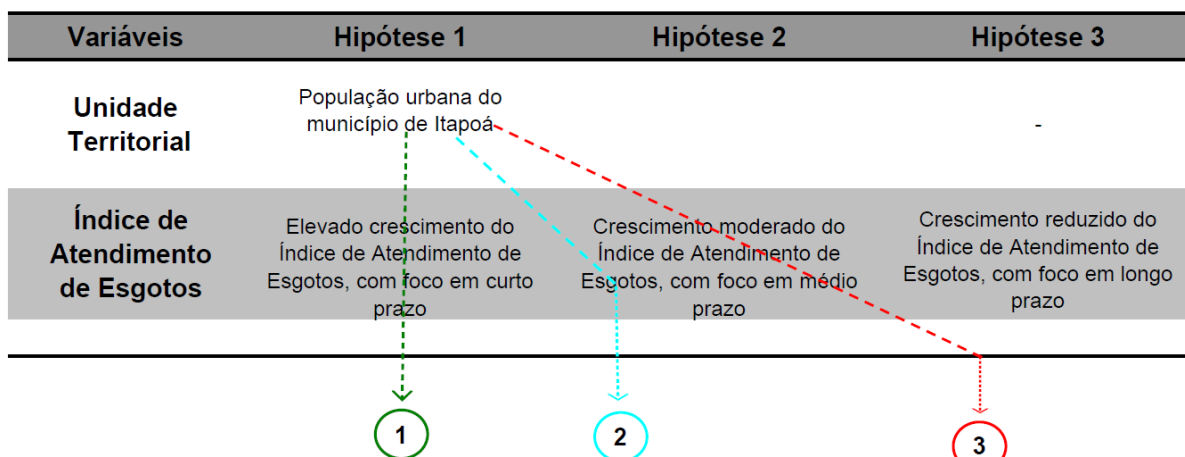 Variáveis Hipótese 1 Hipótese 2 Hipótese 3
Unidade
Territorial
População urbana do
município de Itapoá
-
Índice de
Atendimento
de Esgotos
Elevado crescimento do
Índice de Atendimento de
Esgotos, com foco em curto
prazo
Crescimento moderado do
Índice de Atendimento de
Esgotos, com foco em médio
prazo
Crescimento reduzido do
Índice de Atendimento de
Esgotos, com foco em longo
prazo
1
2
3